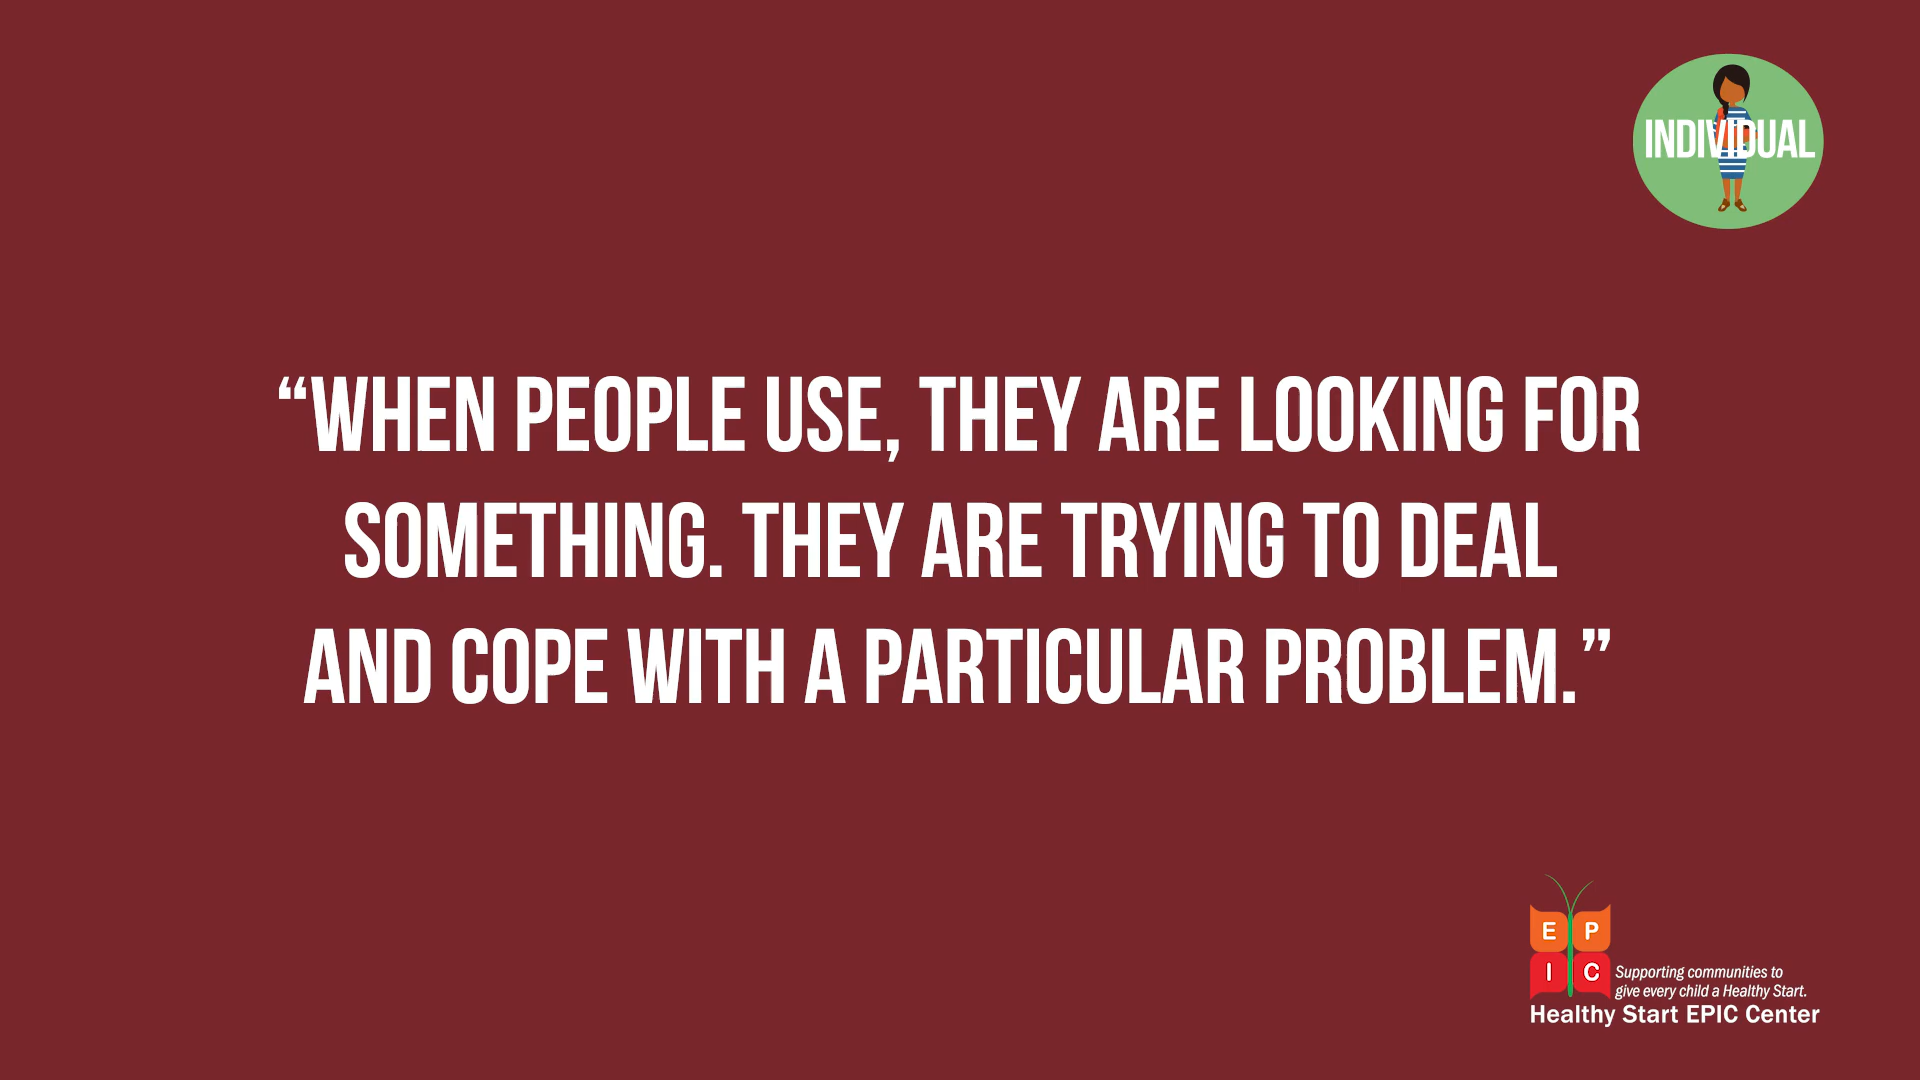 INDIVIDUAL
“WHEN PEOPLE USE, THEY ARE LOOKING FOR
SOMETHING. THEY ARE TRYING TO DEAL
AND COPE WITH A PARTICULAR PROBLEM.”
E P
I C
Supporting communities to
give every child a Healthy Start.
Healthy Start EPIC Center